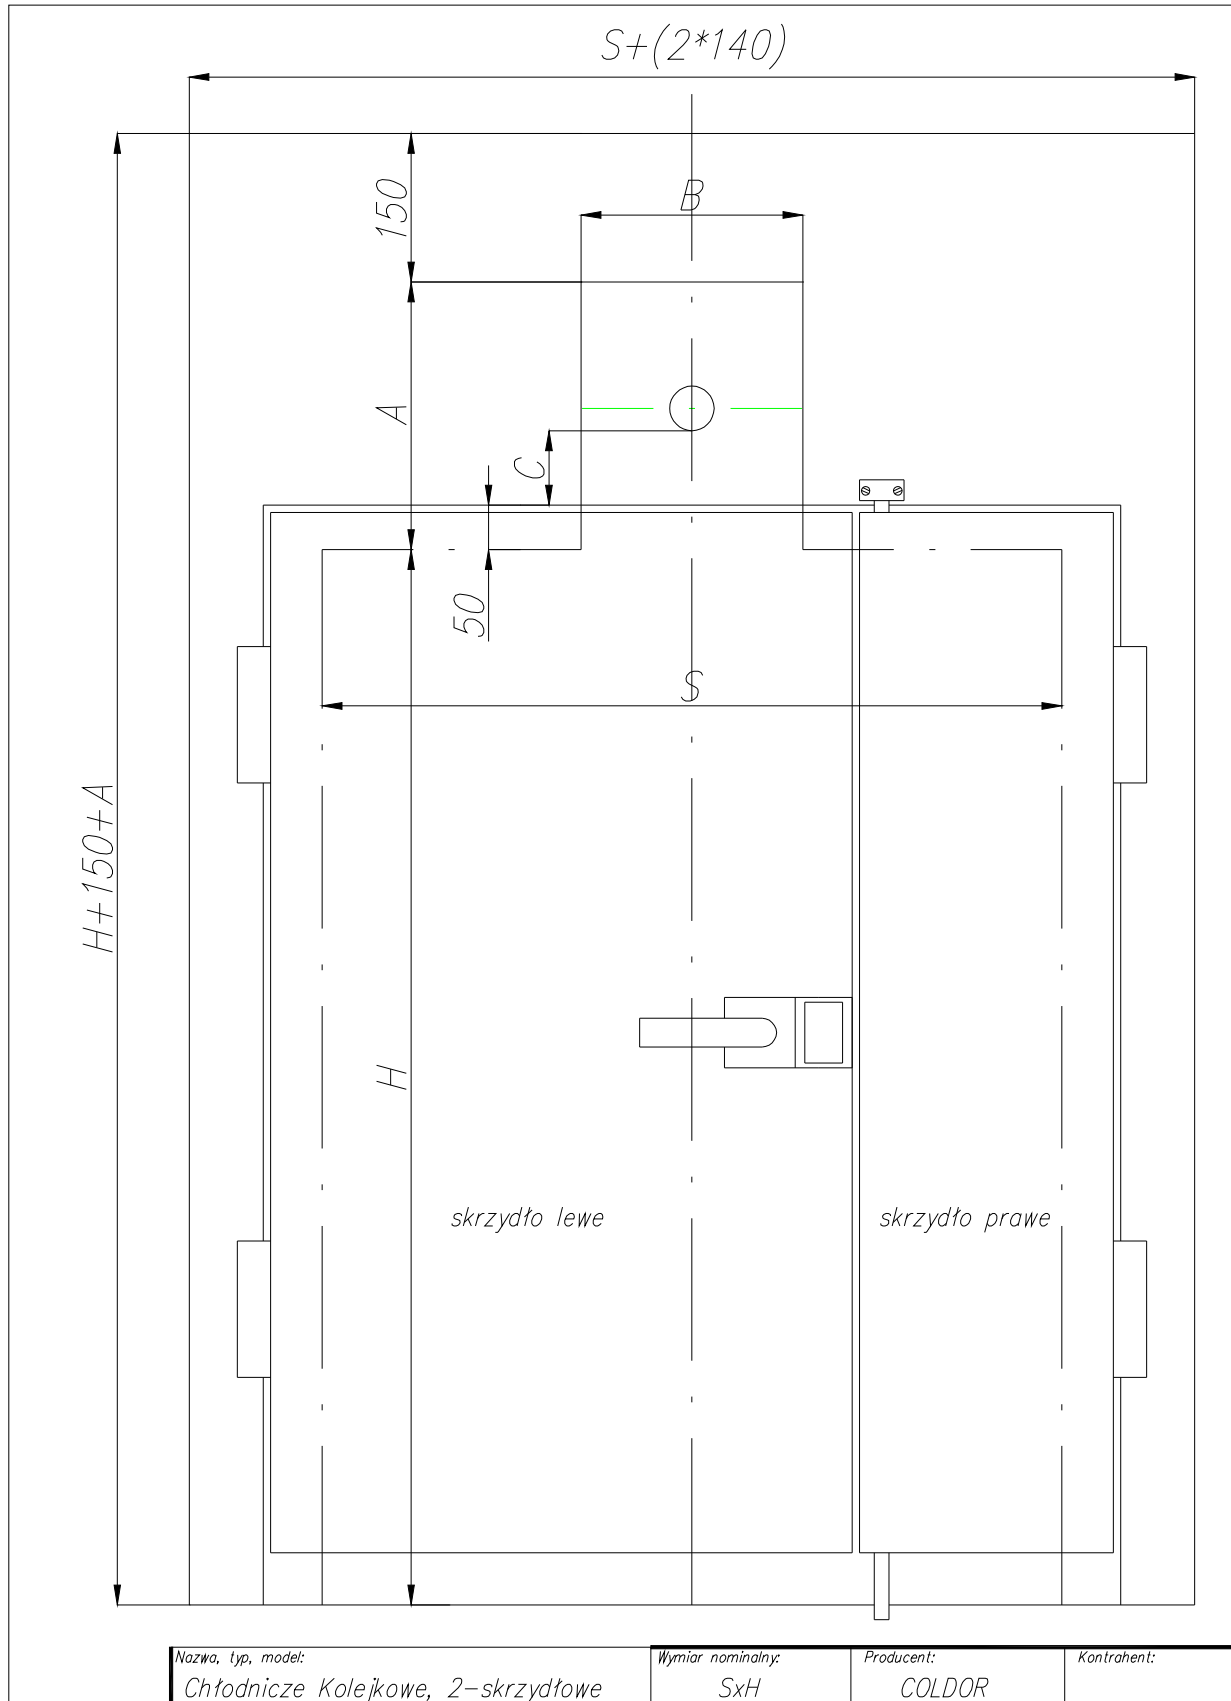 S+(2*140)
150
B
A
C
50
S
H+150+A
H
skrzydło lewe
skrzydło prawe
Nazwa, typ, model:
Chłodnicze Kolejkowe, 2-skrzydłowe
Wymiar nominalny:
SxH
Producent:
COLDOR
Kontrahent: